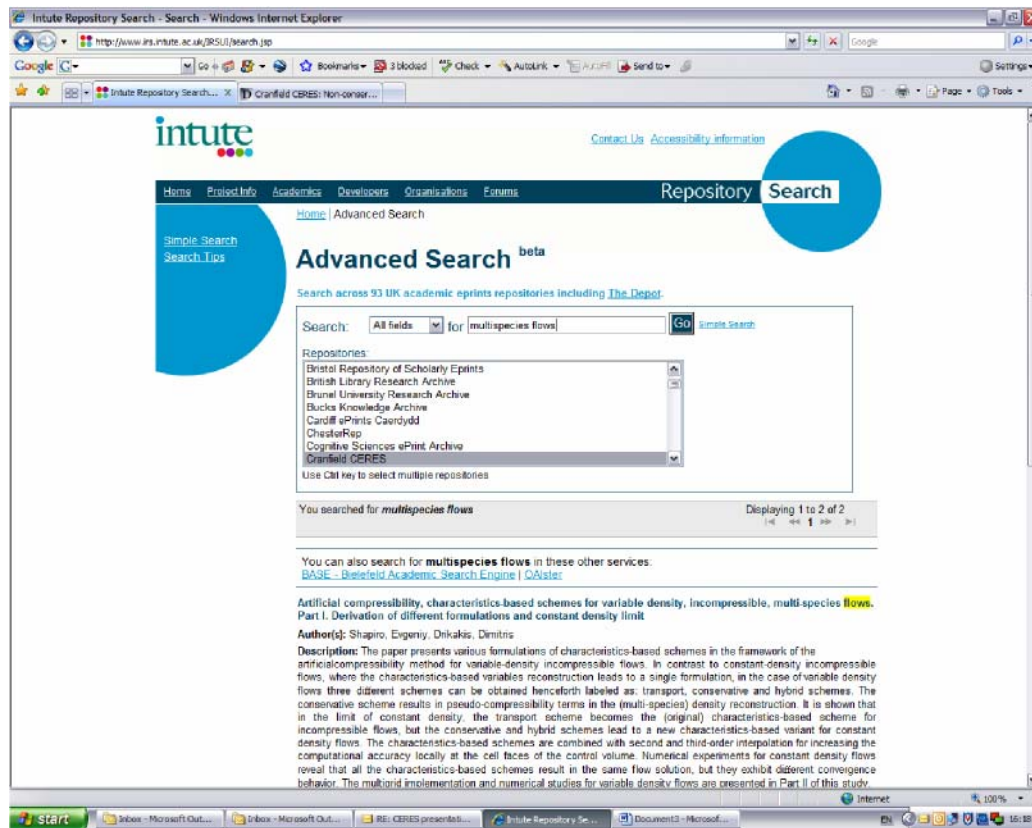 Intute Repository Search - Search - Windows Internet Explorer
http://www.irs.intute.ac.uk/IRSUI/search.jsp
Google
Google G Go Bookmarks 3 blocked Check AutoLink AutoFill Send to Settings
Intute Repository Search... X Cranfield CERES: Non-conser... Page Tools
intute
Contact Us Accessibility information
Home Project Info Academics Developers Organisations Forums Repository Search
Home | Advanced Search
Simple Search
Search Tips
Advanced Search beta
Search across 93 UK academic eprints repositories including The Depot.
Search: All fields for multispecies flows Go Simple Search
Repositories:
Bristol Repository of Scholarly Eprints
British Library Research Archive
Brunel University Research Archive
Bucks Knowledge Archive
Cardiff ePrints Caerdydd
ChesterRep
Cognitive Sciences ePrint Archive
Cranfield CERES
Use Ctrl key to select multiple repositories
You searched for multispecies flows Displaying 1 to 2 of 2
1
You can also search for multispecies flows in these other services:
BASE - Bielefeld Academic Search Engine | OAIster
Artificial compressibility, characteristics-based schemes for variable density, incompressible, multi-species flows.
Part I. Derivation of different formulations and constant density limit
Author(s): Shapiro, Evgeniy, Drikakis, Dimitris
Description: The paper presents various formulations of characteristics-based schemes in the framework of the
artificialcompressibility method for variable-density incompressible flows. In contrast to constant-density incompressible
flows, where the characteristics-based variables reconstruction leads to a single formulation, in the case of variable density
flows three different schemes can be obtained henceforth labeled as: transport, conservative and hybrid schemes. The
conservative scheme results in pseudo-compressibility terms in the (multi-species) density reconstruction. It is shown that
in the limit of constant density, the transport scheme becomes the (original) characteristics-based scheme for
incompressible flows, but the conservative and hybrid schemes lead to a new characteristics-based variant for constant
density flows. The characteristics-based schemes are combined with second and third-order interpolation for increasing the
computational accuracy locally at the cell faces of the control volume. Numerical experiments for constant density flows
reveal that all the characteristics-based schemes result in the same flow solution, but they exhibit different convergence
behavior. The multigrid implementation and numerical studies for variable density flows are presented in Part II of this study.
Internet 100%
start Inbox - Microsoft Out... Inbox - Microsoft Out... RE: CERES presentati... Intute Repository Se... Document3 - Microsof... EN 16:18